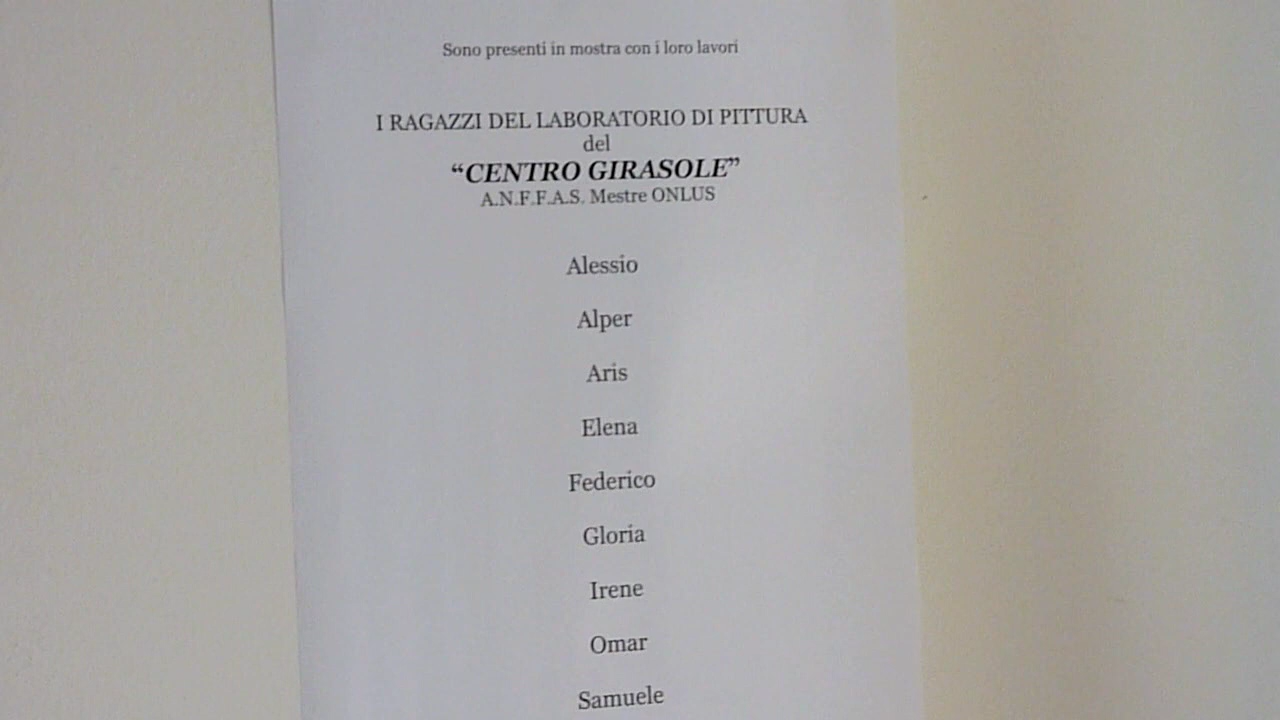 Sono presenti in mostra con i loro lavori
I RAGAZZI DEL LABORATORIO DI PITTURA
del
“CENTRO GIRASOLE”
A.N.F.F.A.S. Mestre ONLUS
Alessio
Alper
Aris
Elena
Federico
Gloria
Irene
Omar
Samuele